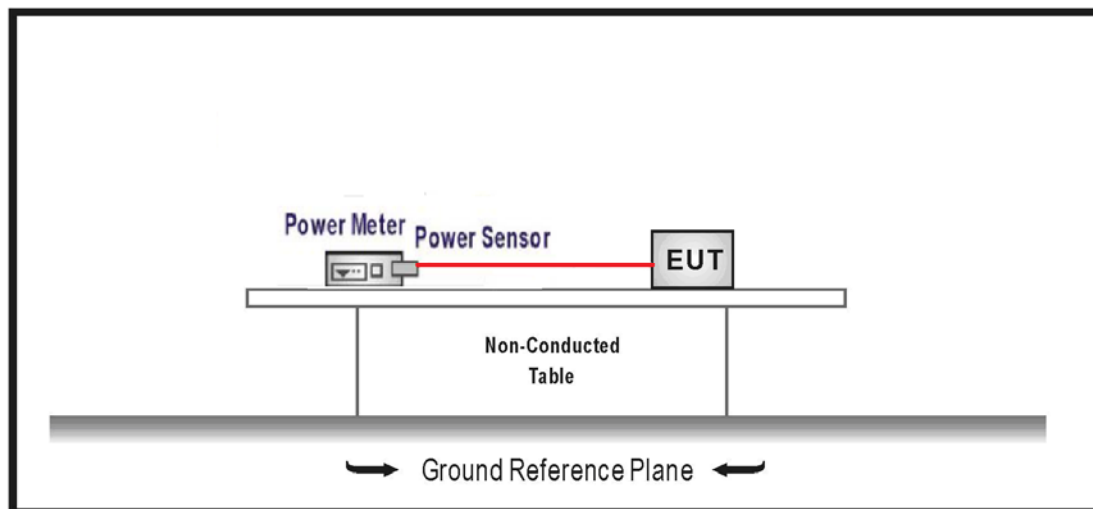 Power Meter
Power Sensor
EUT
Non-Conducted
Table
Ground Reference Plane